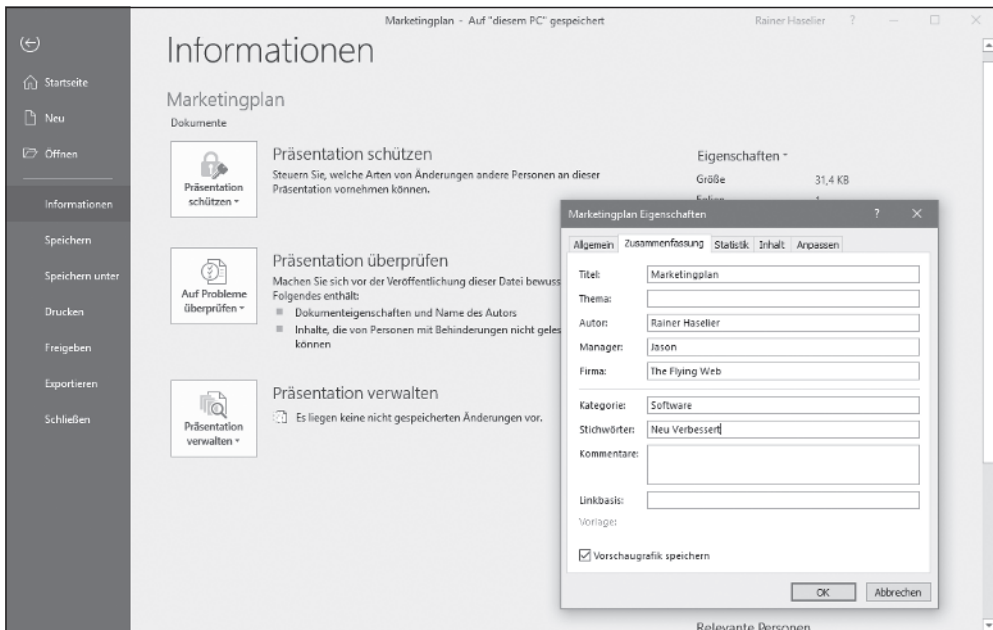 Marketingplan - Auf "diesem PC" gespeichert
Rainer Haselier ?
Informationen
Startseite
Neu
Öffnen
Informationen
Speichern
Speichern unter
Drucken
Freigeben
Exportieren
Schließen
Marketingplan
Dokumente
Präsentation schützen
Präsentation schützen
Steuern Sie, welche Arten von Änderungen andere Personen an dieser
Präsentation vornehmen können.
Auf Probleme überprüfen
Präsentation überprüfen
Machen Sie sich vor der Veröffentlichung dieser Datei bewuss
Folgendes enthält:
Dokumenteigenschaften und Name des Autors
Inhalte, die von Personen mit Behinderungen nicht geles
können
Präsentation verwalten
Präsentation verwalten
Es liegen keine nicht gespeicherten Änderungen vor.
Eigenschaften
Größe 31,4 KB
Marketingplan Eigenschaften ?
Allgemein Zusammenfassung Statistik Inhalt Anpassen
Titel: Marketingplan
Thema:
Autor: Rainer Haselier
Manager: Jason
Firma: The Flying Web
Kategorie: Software
Stichwörter: Neu Verbessert
Kommentare:
Linkbasis:
Vorlage:
Vorschaugrafik speichern
OK Abbrechen
Relevante Personen